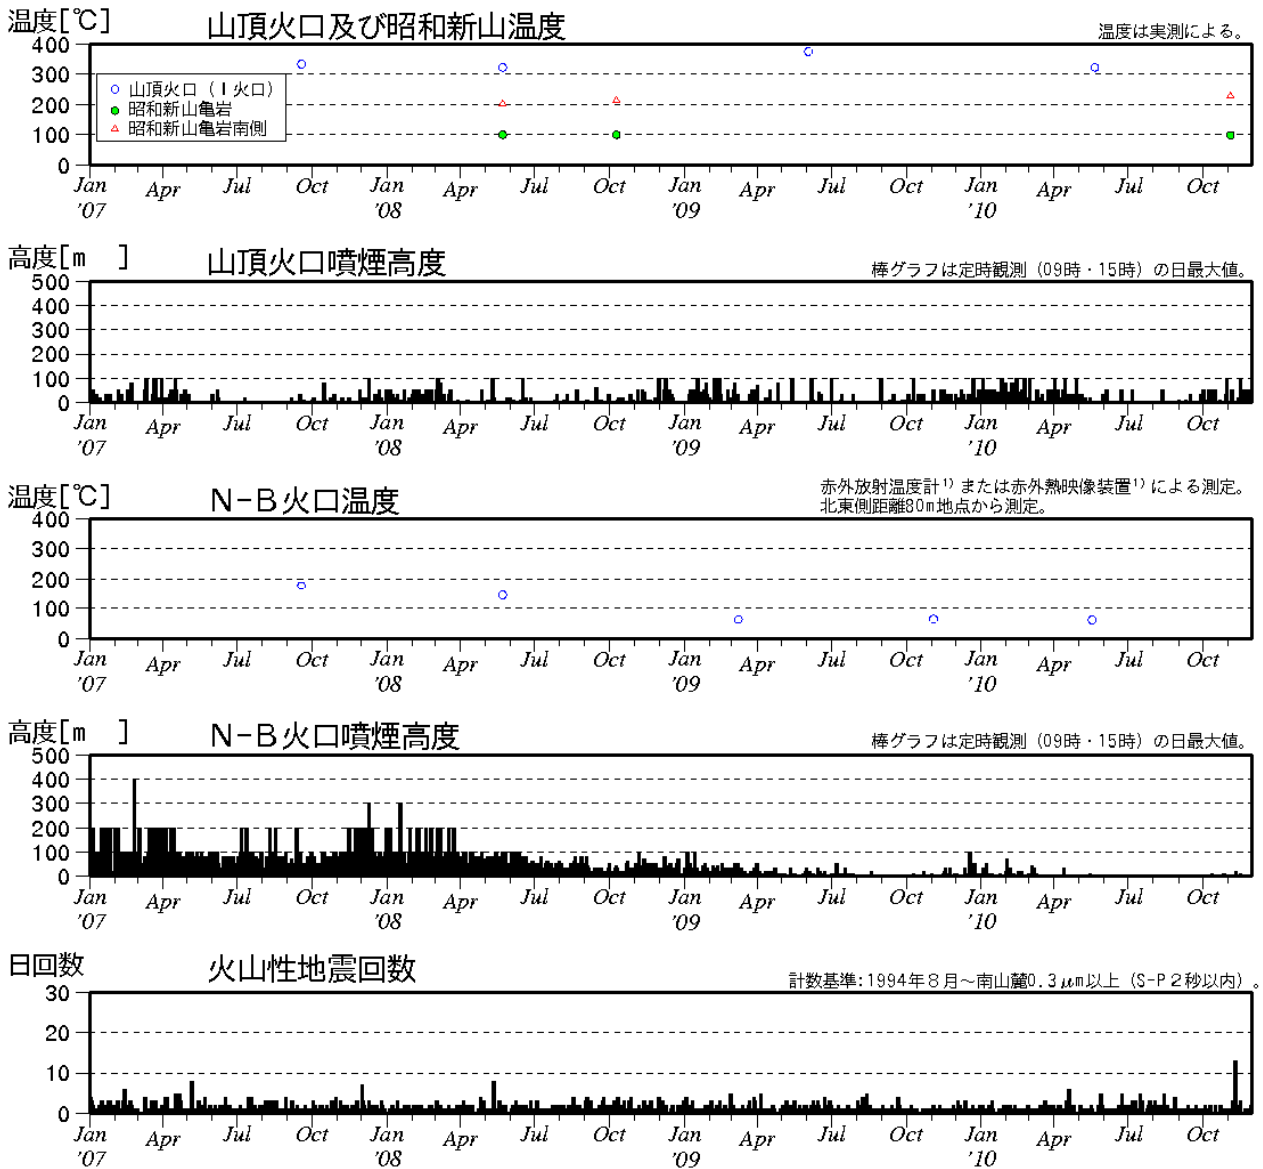 温度[℃] 山頂火口及び昭和新山温度 温度は実測による。
400
300
200
100
0
山頂火口（Ｉ火口）
昭和新山亀岩
昭和新山亀岩南側
Jan Apr Jul Oct Jan Apr Jul Oct Jan Apr Jul Oct Jan Apr Jul Oct
'07 '08 '09 '10
高度[m ] 山頂火口噴煙高度 棒グラフは定時観測（09時・15時）の日最大値。
500
400
300
200
100
0
Jan Apr Jul Oct Jan Apr Jul Oct Jan Apr Jul Oct Jan Apr Jul Oct
'07 '08 '09 '10
温度[℃] N－B火口温度 赤外放射温度計¹⁾または赤外熱映像装置¹⁾による測定。
北東側距離80m地点から測定。
400
300
200
100
0
Jan Apr Jul Oct Jan Apr Jul Oct Jan Apr Jul Oct Jan Apr Jul Oct
'07 '08 '09 '10
高度[m ] N－B火口噴煙高度 棒グラフは定時観測（09時・15時）の日最大値。
500
400
300
200
100
0
Jan Apr Jul Oct Jan Apr Jul Oct Jan Apr Jul Oct Jan Apr Jul Oct
'07 '08 '09 '10
日回数 火山性地震回数 計数基準:1994年８月～南山麓0.3μm以上（S-P２秒以内）。
30
20
10
0
Jan Apr Jul Oct Jan Apr Jul Oct Jan Apr Jul Oct Jan Apr Jul Oct
'07 '08 '09 '10